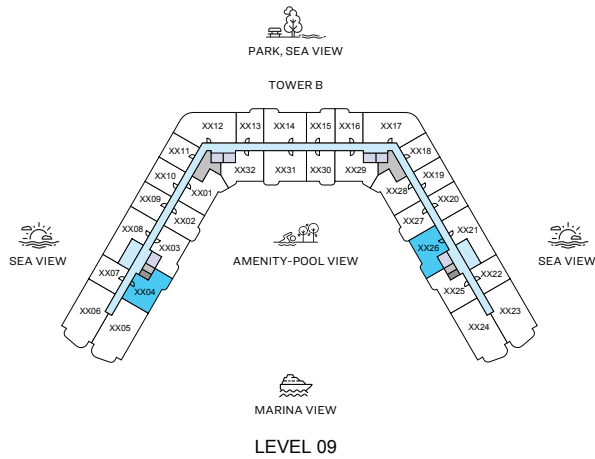 PARK, SEA VIEW
TOWER B
XX12
XX13
XX14
XX15
XX16
XX17
XX11
XX18
XX10
XX01
XX32
XX31
XX30
XX29
XX28
XX19
XX09
XX02
XX27
XX20
XX08
XX03
XX26
XX21
SEA VIEW
AMENITY-POOL VIEW
SEA VIEW
XX07
XX04
XX25
XX22
XX06
XX05
XX24
XX23
MARINA VIEW
LEVEL 09